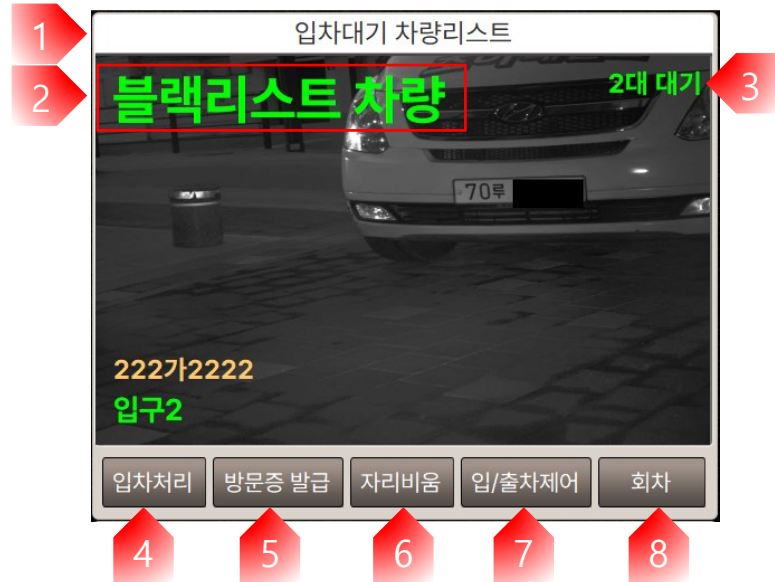 1
입차대기 차량리스트
2
블랙리스트 차량
2대 대기
3
70루
222가2222
입구2
입차처리
방문증 발급
자리비움
입/출차제어
회차
4
5
6
7
8